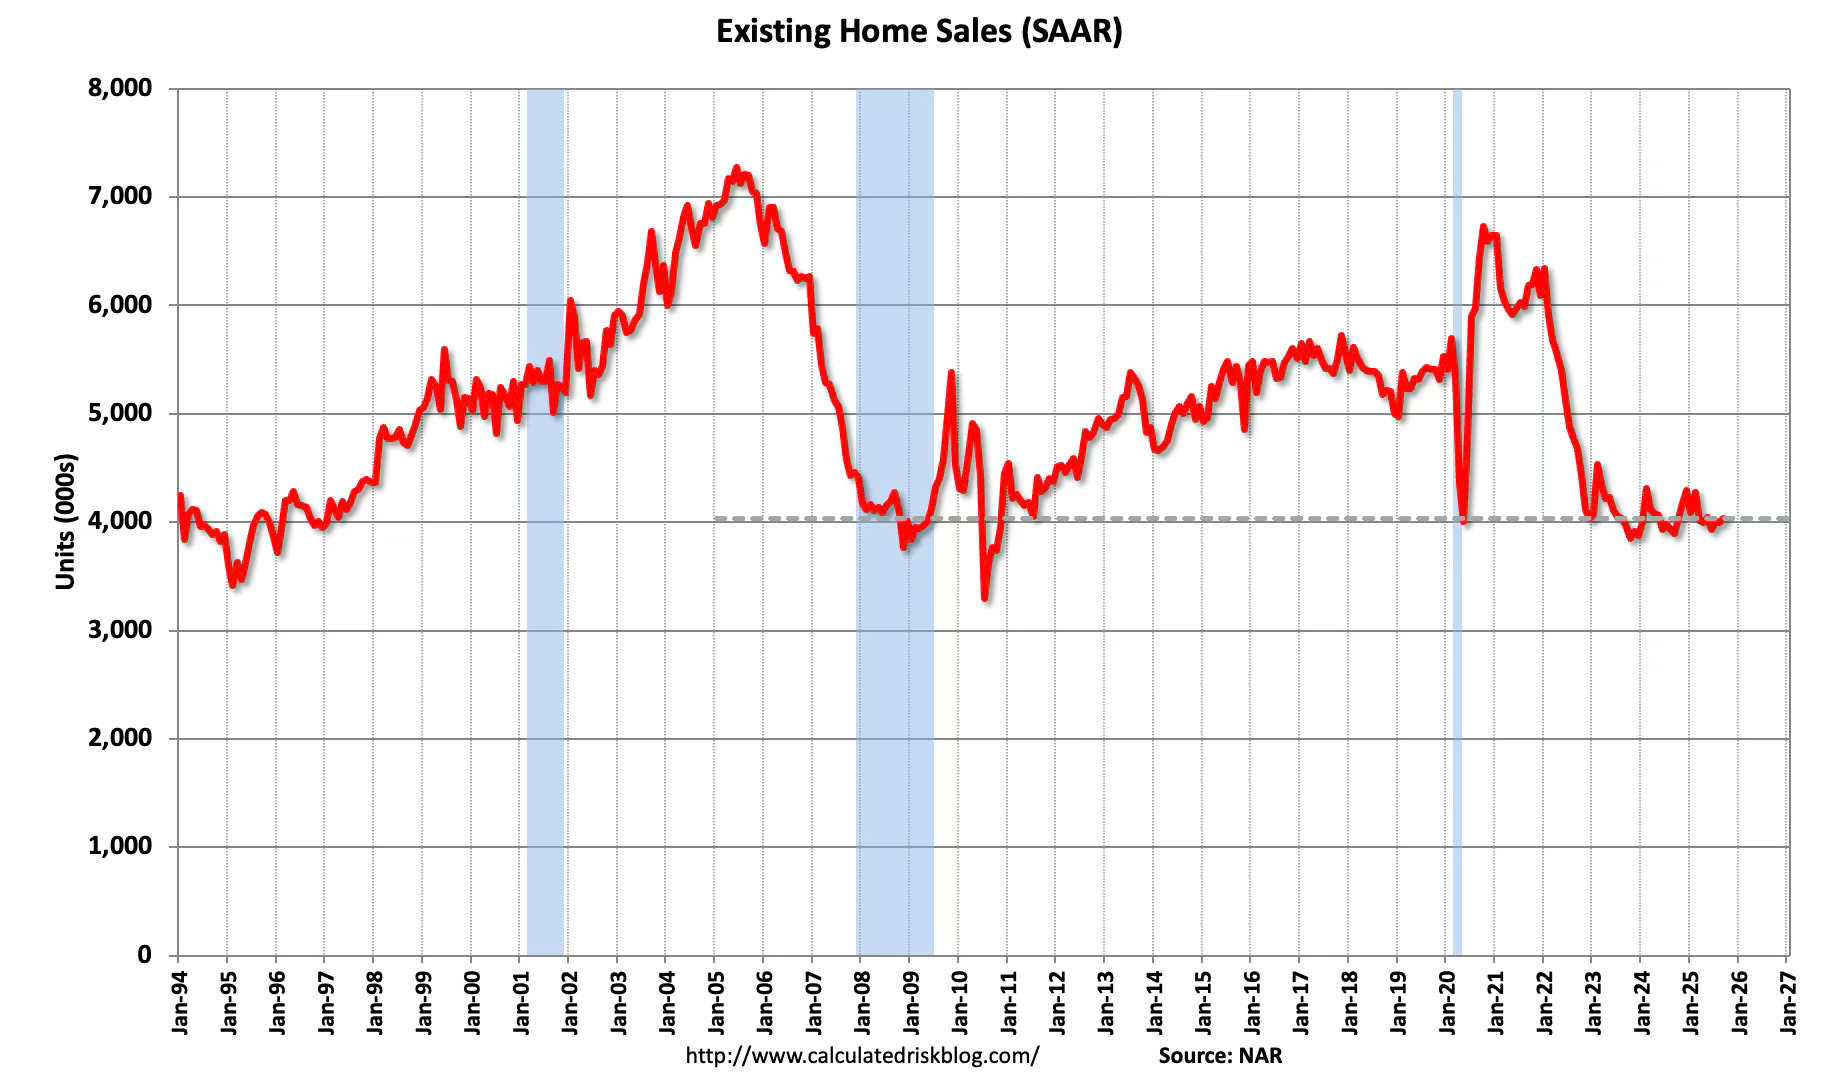 Existing Home Sales (SAAR)
8,000
7,000
6,000
5,000
4,000
3,000
2,000
1,000
0
Units (000s)
Jan-94
Jan-95
Jan-96
Jan-97
Jan-98
Jan-99
Jan-00
Jan-01
Jan-02
Jan-03
Jan-04
Jan-05
Jan-06
Jan-07
Jan-08
Jan-09
Jan-10
Jan-11
Jan-12
Jan-13
Jan-14
Jan-15
Jan-16
Jan-17
Jan-18
Jan-19
Jan-20
Jan-21
Jan-22
Jan-23
Jan-24
Jan-25
Jan-26
Jan-27
http://www.calculatedriskblog.com/ Source: NAR